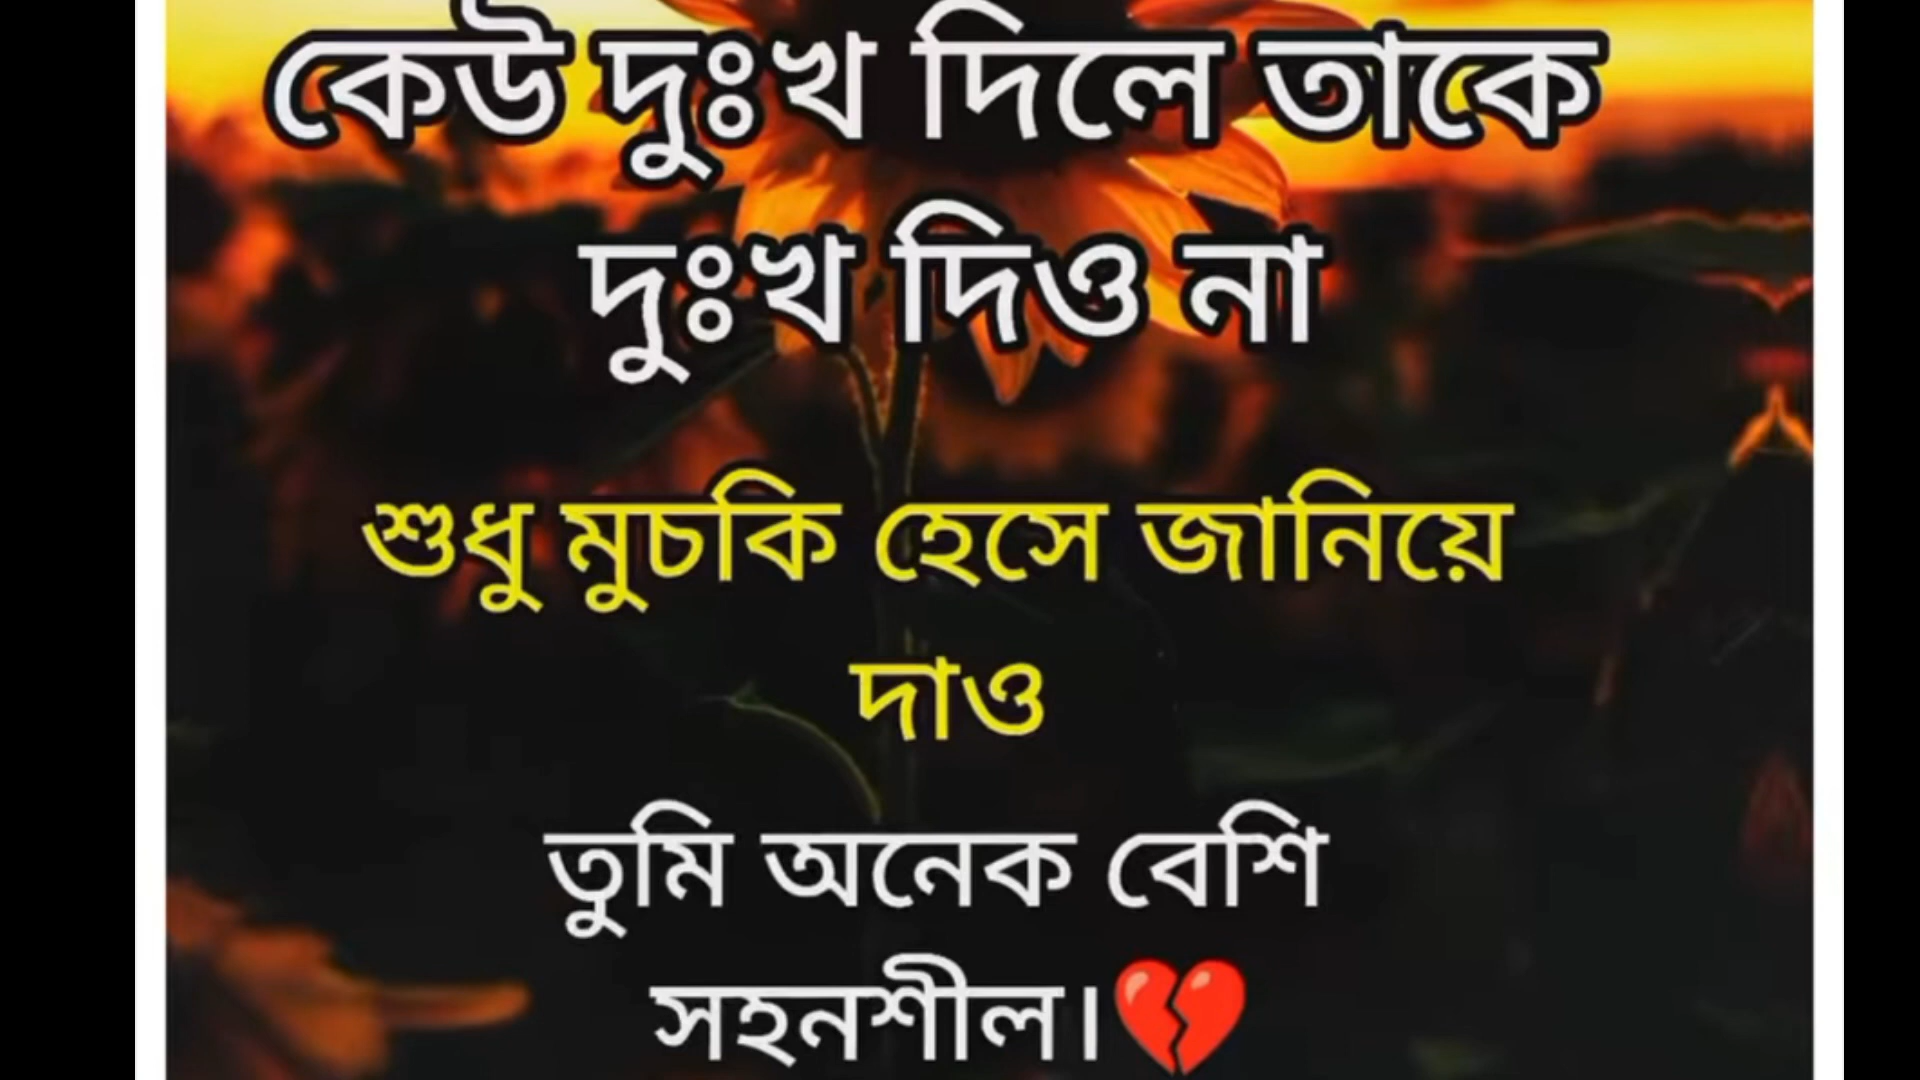 কেউ দুঃখ দিলে তাকে
দুঃখ দিও না
শুধু মুচকি হেসে জানিয়ে
দাও
তুমি অনেক বেশি
সহনশীল।💔